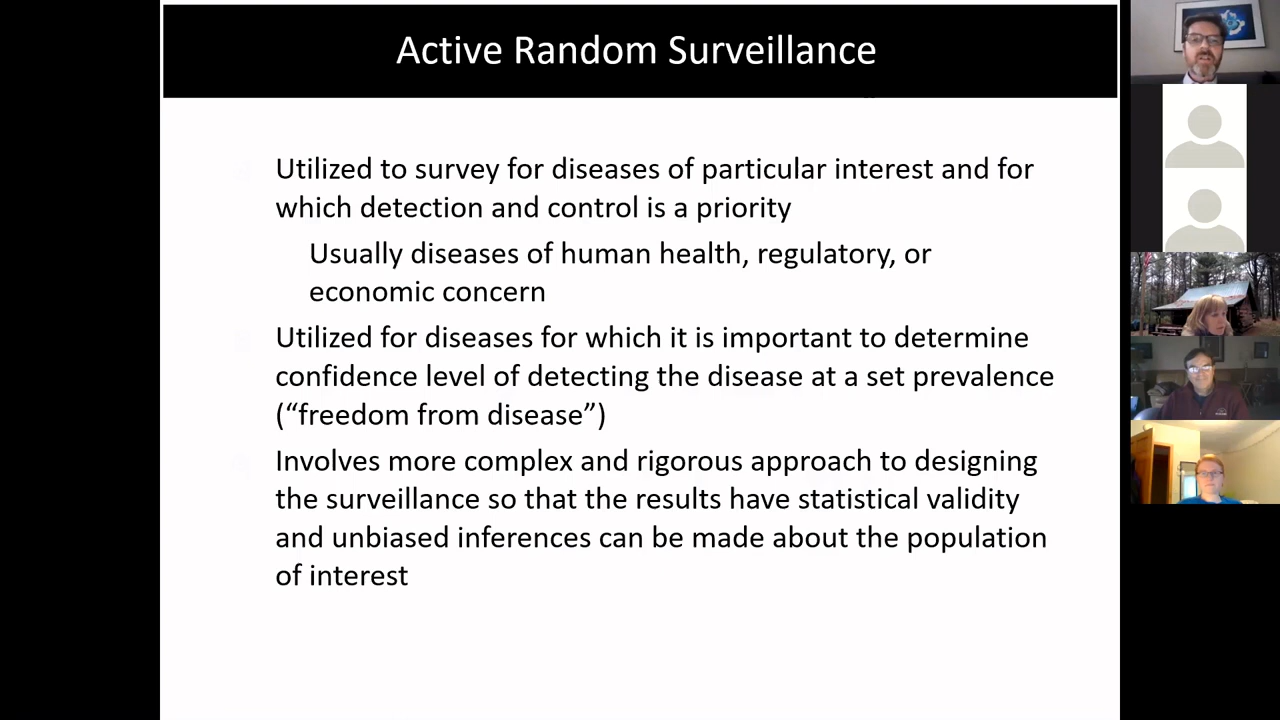 Active Random Surveillance
Utilized to survey for diseases of particular interest and for
which detection and control is a priority
Usually diseases of human health, regulatory, or
economic concern
Utilized for diseases for which it is important to determine
confidence level of detecting the disease at a set prevalence
(“freedom from disease”)
Involves more complex and rigorous approach to designing
the surveillance so that the results have statistical validity
and unbiased inferences can be made about the population
of interest